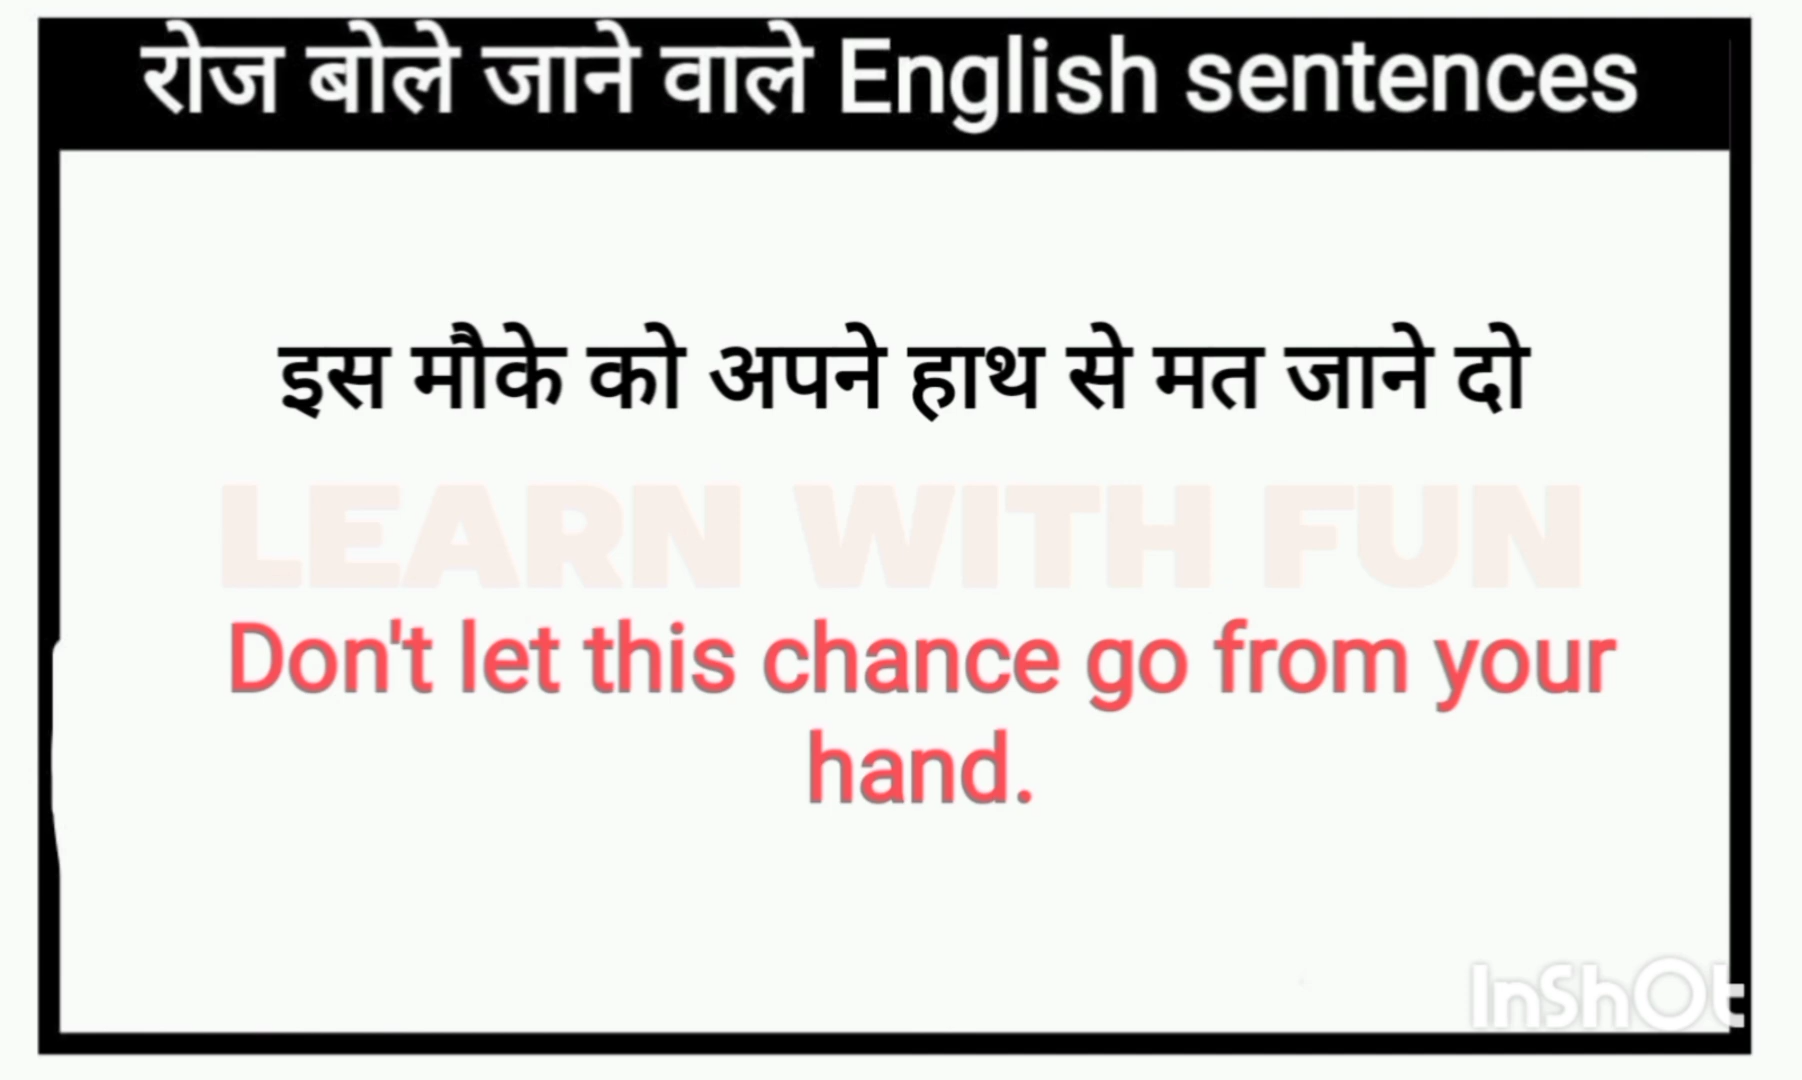 रोज बोले जाने वाले English sentences
इस मौके को अपने हाथ से मत जाने दो
LEARN WITH FUN
Don't let this chance go from your
hand.
InShOt